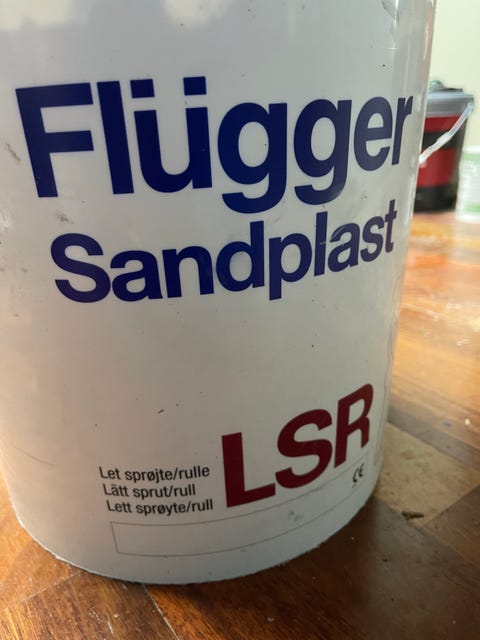 Flügger
Sandplast
LSR
Let sprøjte/rulle
Lätt sprut/rull
Lett sprøyte/rull
CE